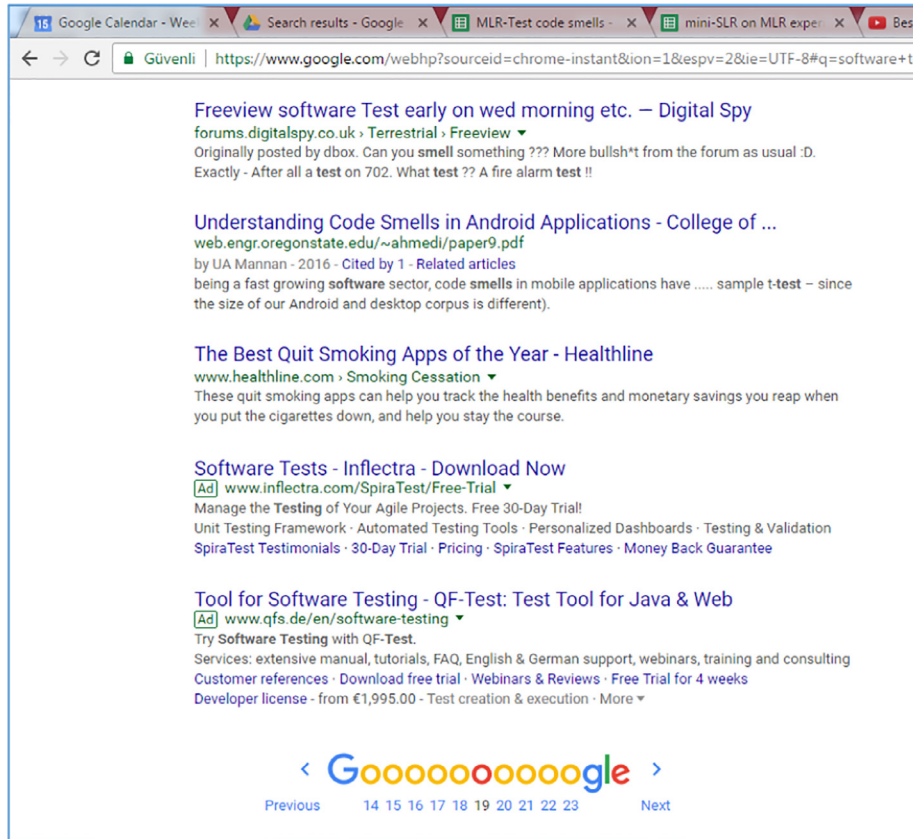 15 Google Calendar - Wee × Search results - Google × MLR-Test code smells - × mini-SLR on MLR exper × Bes
Güvenli | https://www.google.com/webhp?sourceid=chrome-instant&ion=1&espv=2&ie=UTF-8#q=software+t
Freeview software Test early on wed morning etc. — Digital Spy
forums.digitalspy.co.uk › Terrestrial › Freeview ▼
Originally posted by dbox. Can you smell something ??? More bullsh*t from the forum as usual :D.
Exactly - After all a test on 702. What test ?? A fire alarm test !!
Understanding Code Smells in Android Applications - College of ...
web.engr.oregonstate.edu/~ahmedi/paper9.pdf
by UA Mannan - 2016 - Cited by 1 - Related articles
being a fast growing software sector, code smells in mobile applications have ..... sample t-test – since
the size of our Android and desktop corpus is different).
The Best Quit Smoking Apps of the Year - Healthline
www.healthline.com › Smoking Cessation ▼
These quit smoking apps can help you track the health benefits and monetary savings you reap when
you put the cigarettes down, and help you stay the course.
Software Tests - Inflectra - Download Now
Ad www.inflectra.com/SpiraTest/Free-Trial ▼
Manage the Testing of Your Agile Projects. Free 30-Day Trial!
Unit Testing Framework · Automated Testing Tools · Personalized Dashboards · Testing & Validation
SpiraTest Testimonials · 30-Day Trial · Pricing · SpiraTest Features · Money Back Guarantee
Tool for Software Testing - QF-Test: Test Tool for Java & Web
Ad www.qfs.de/en/software-testing ▼
Try Software Testing with QF-Test.
Services: extensive manual, tutorials, FAQ, English & German support, webinars, training and consulting
Customer references · Download free trial · Webinars & Reviews · Free Trial for 4 weeks
Developer license - from €1,995.00 - Test creation & execution · More ▼
‹ Goooooooooogle ›
Previous 14 15 16 17 18 19 20 21 22 23 Next